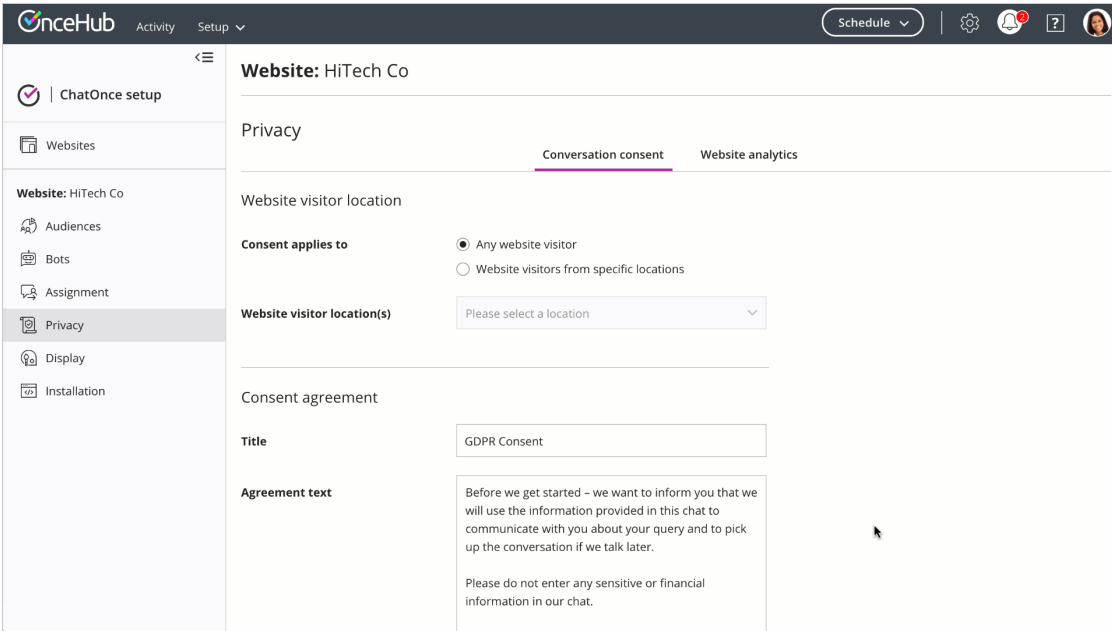 OnceHub Activity Setup Schedule 2 ?
ChatOnce setup
Websites
Website: HiTech Co
Audiences
Bots
Assignment
Privacy
Display
Installation
Website: HiTech Co
Privacy
Conversation consent Website analytics
Website visitor location
Consent applies to Any website visitor
Website visitors from specific locations
Website visitor location(s) Please select a location
Consent agreement
Title GDPR Consent
Agreement text Before we get started – we want to inform you that we
will use the information provided in this chat to
communicate with you about your query and to pick
up the conversation if we talk later.
Please do not enter any sensitive or financial
information in our chat.